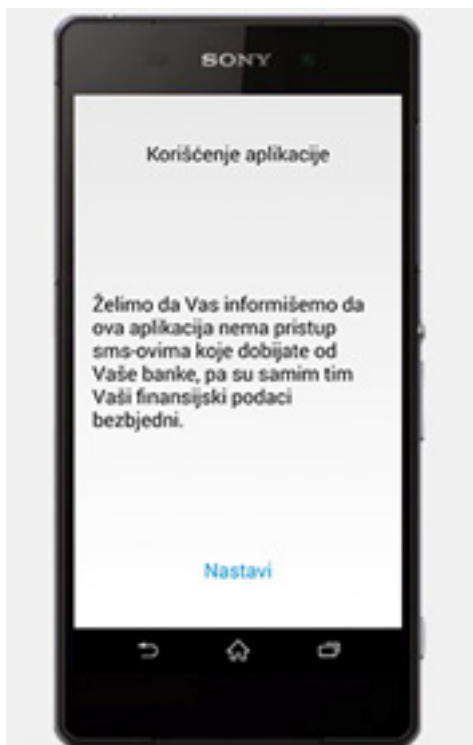 SONY
Korišćenje aplikacije
Želimo da Vas informišemo da
ova aplikacija nema pristup
sms-ovima koje dobijate od
Vaše banke, pa su samim tim
Vaši finansijski podaci
bezbjedni.
Nastavi